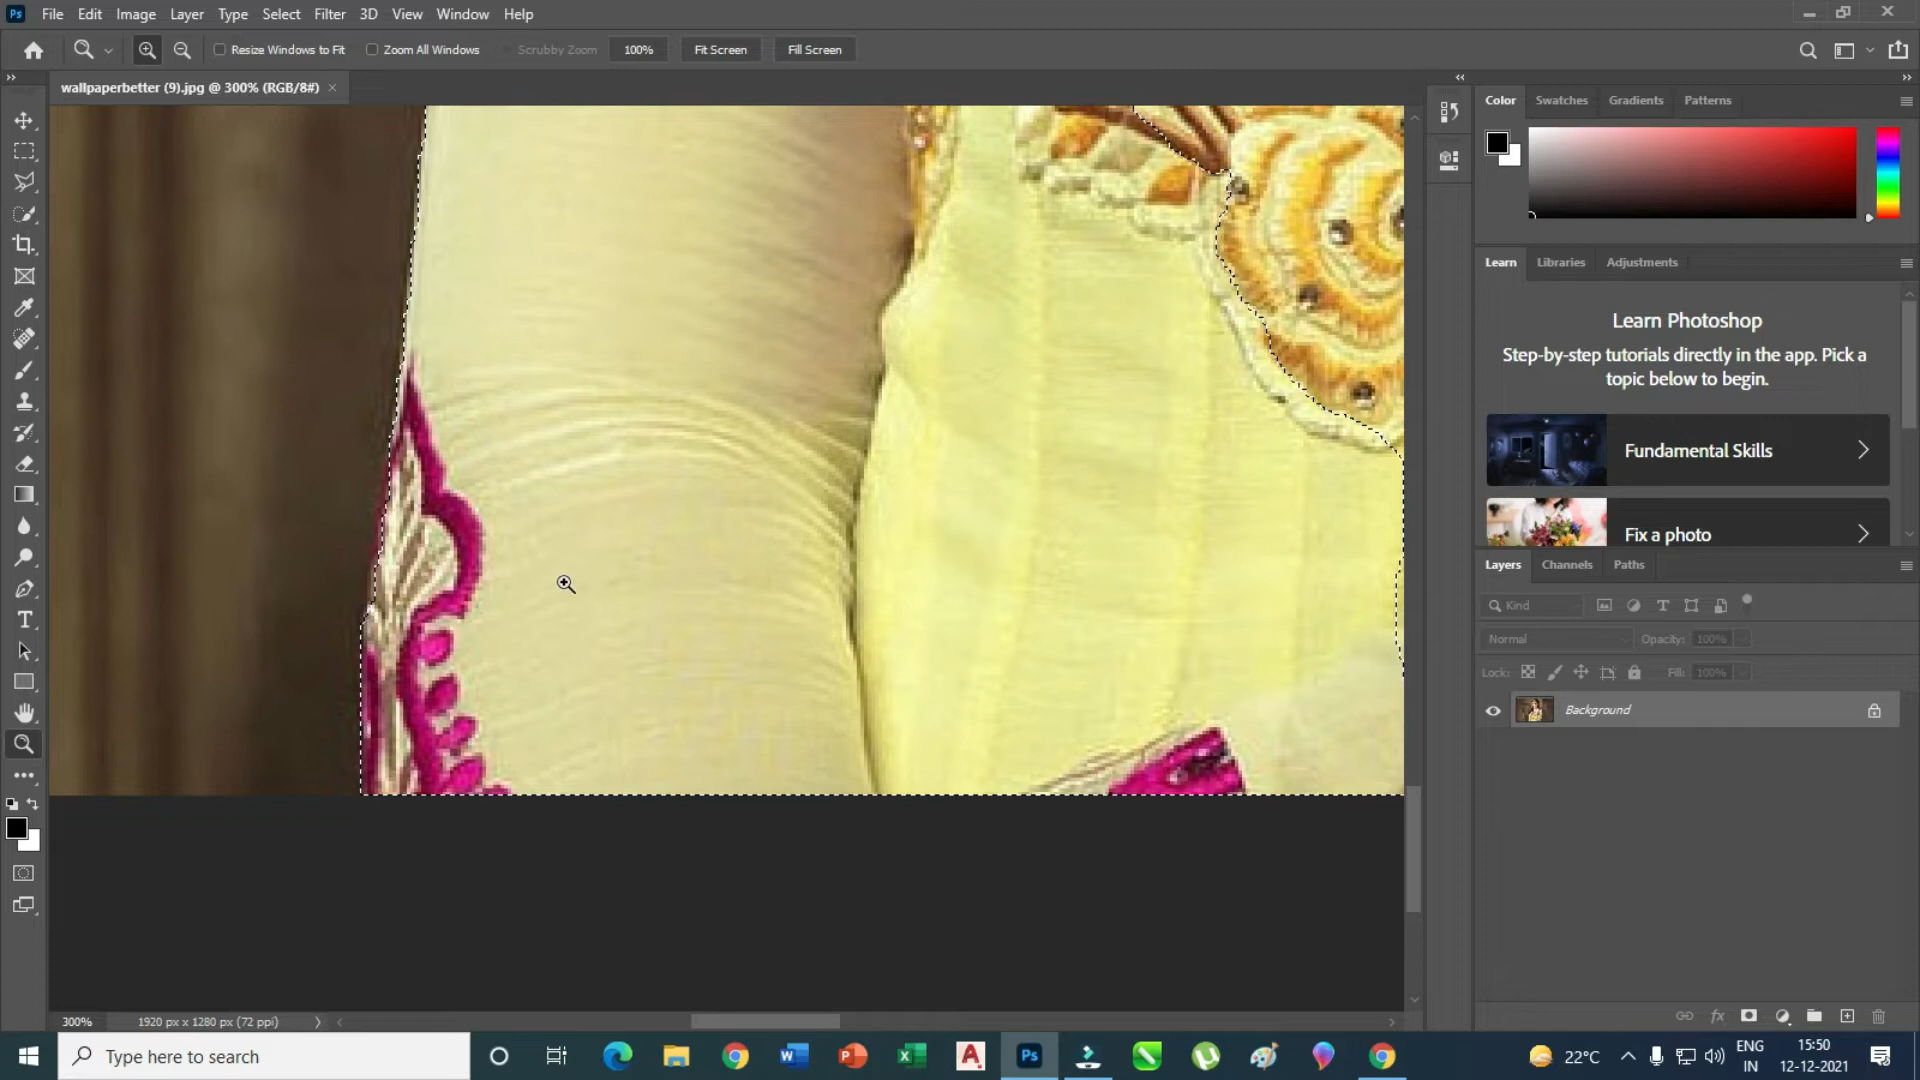 Ps File Edit Image Layer Type Select Filter 3D View Window Help
Resize Windows to Fit Zoom All Windows Scrubby Zoom 100% Fit Screen Fill Screen
wallpaperbetter (9).jpg @ 300% (RGB/8#) ×
Color Swatches Gradients Patterns
Learn Libraries Adjustments
Learn Photoshop
Step-by-step tutorials directly in the app. Pick a
topic below to begin.
Fundamental Skills
Fix a photo
Layers Channels Paths
Kind
Normal Opacity: 100%
Lock: Fill: 100%
Background
300% 1920 px x 1280 px (72 ppi)
Type here to search
Ps
22°C
ENG
IN
15:50
12-12-2021